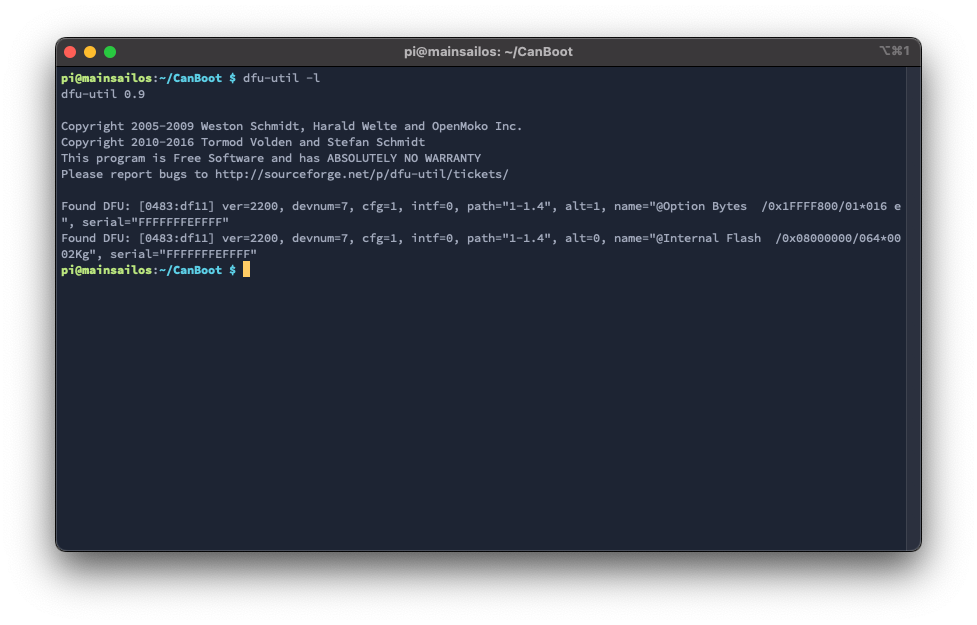 pi@mainsailos: ~/CanBoot
⌥⌘1
pi@mainsailos:~/CanBoot $ dfu-util -l
dfu-util 0.9
Copyright 2005-2009 Weston Schmidt, Harald Welte and OpenMoko Inc.
Copyright 2010-2016 Tormod Volden and Stefan Schmidt
This program is Free Software and has ABSOLUTELY NO WARRANTY
Please report bugs to http://sourceforge.net/p/dfu-util/tickets/
Found DFU: [0483:df11] ver=2200, devnum=7, cfg=1, intf=0, path="1-1.4", alt=1, name="@Option Bytes  /0x1FFFF800/01*016 e
", serial="FFFFFFFEFFFF"
Found DFU: [0483:df11] ver=2200, devnum=7, cfg=1, intf=0, path="1-1.4", alt=0, name="@Internal Flash  /0x08000000/064*00
02Kg", serial="FFFFFFFEFFFF"
pi@mainsailos:~/CanBoot $